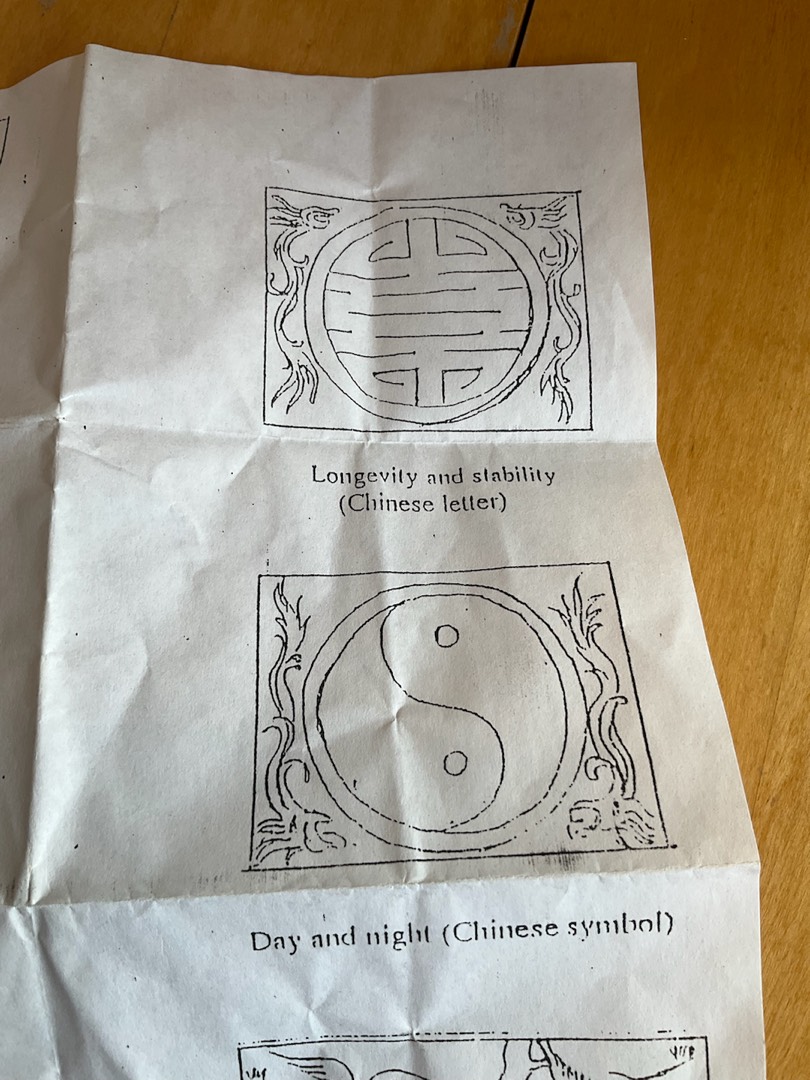 Longevity and stability
(Chinese letter)
Day and night (Chinese symbol)